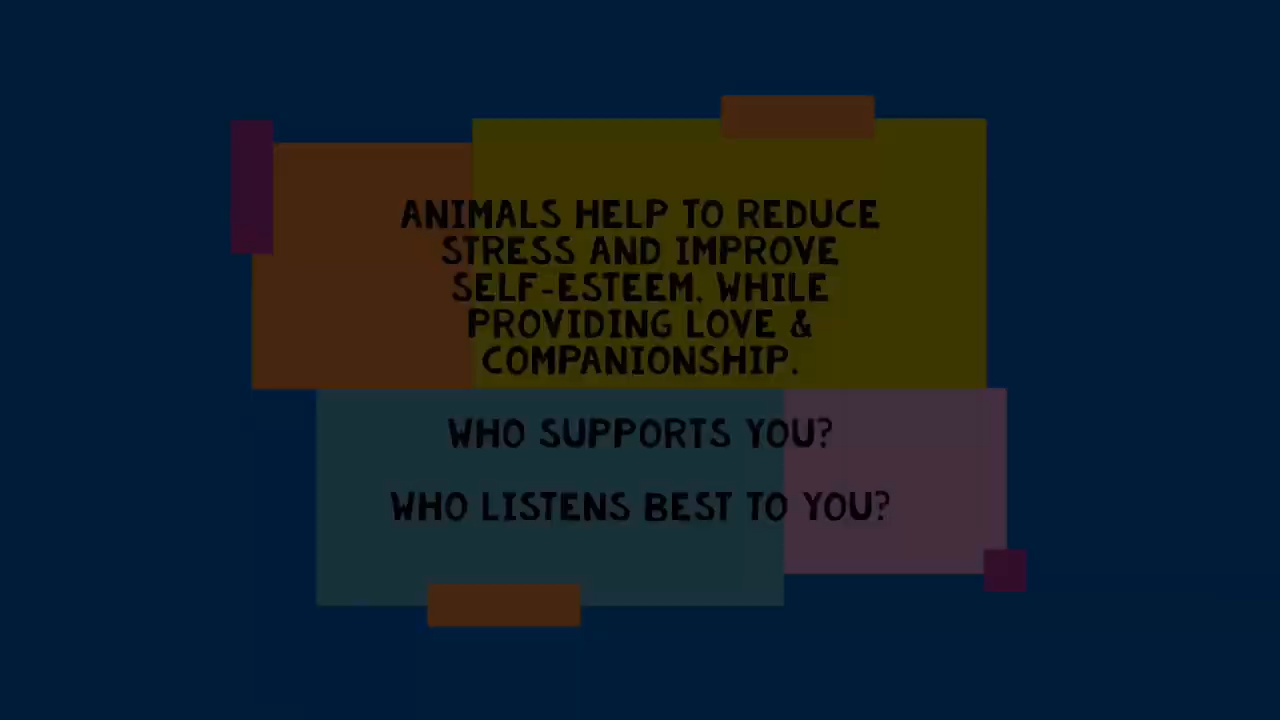 ANIMALS HELP TO REDUCE
STRESS AND IMPROVE
SELF-ESTEEM. WHILE
PROVIDING LOVE &
COMPANIONSHIP.
WHO SUPPORTS YOU?
WHO LISTENS BEST TO YOU?